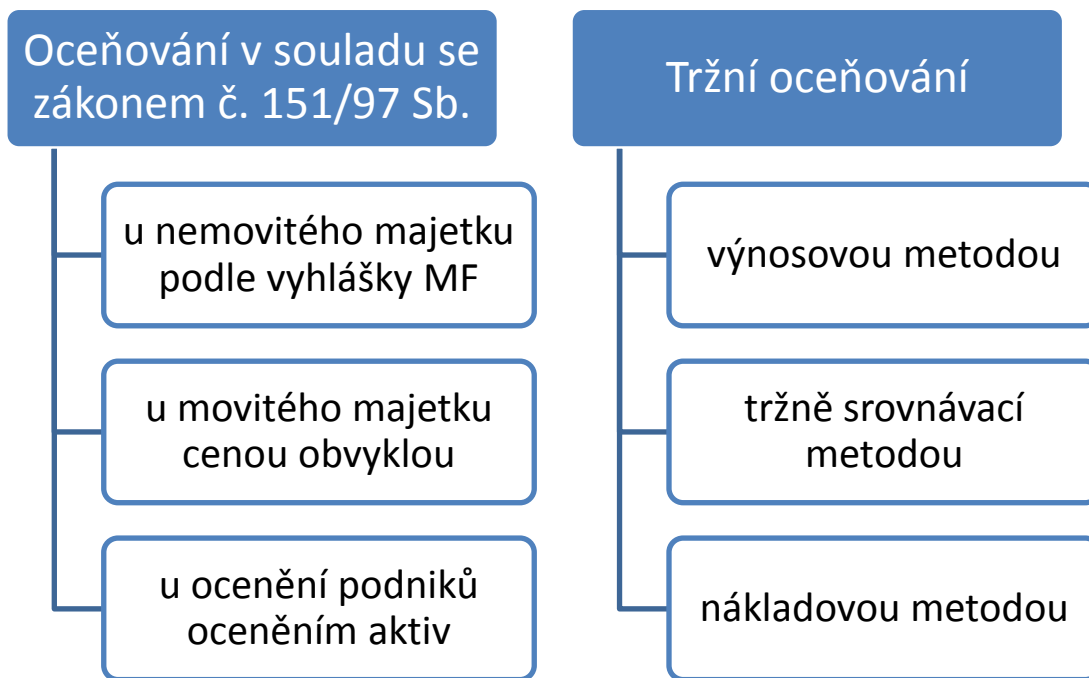 Oceňování v souladu se
zákonem č. 151/97 Sb.
u nemovitého majetku
podle vyhlášky MF
u movitého majetku
cenou obvyklou
u ocenění podniků
oceněním aktiv
Tržní oceňování
výnosovou metodou
tržně srovnávací
metodou
nákladovou metodou